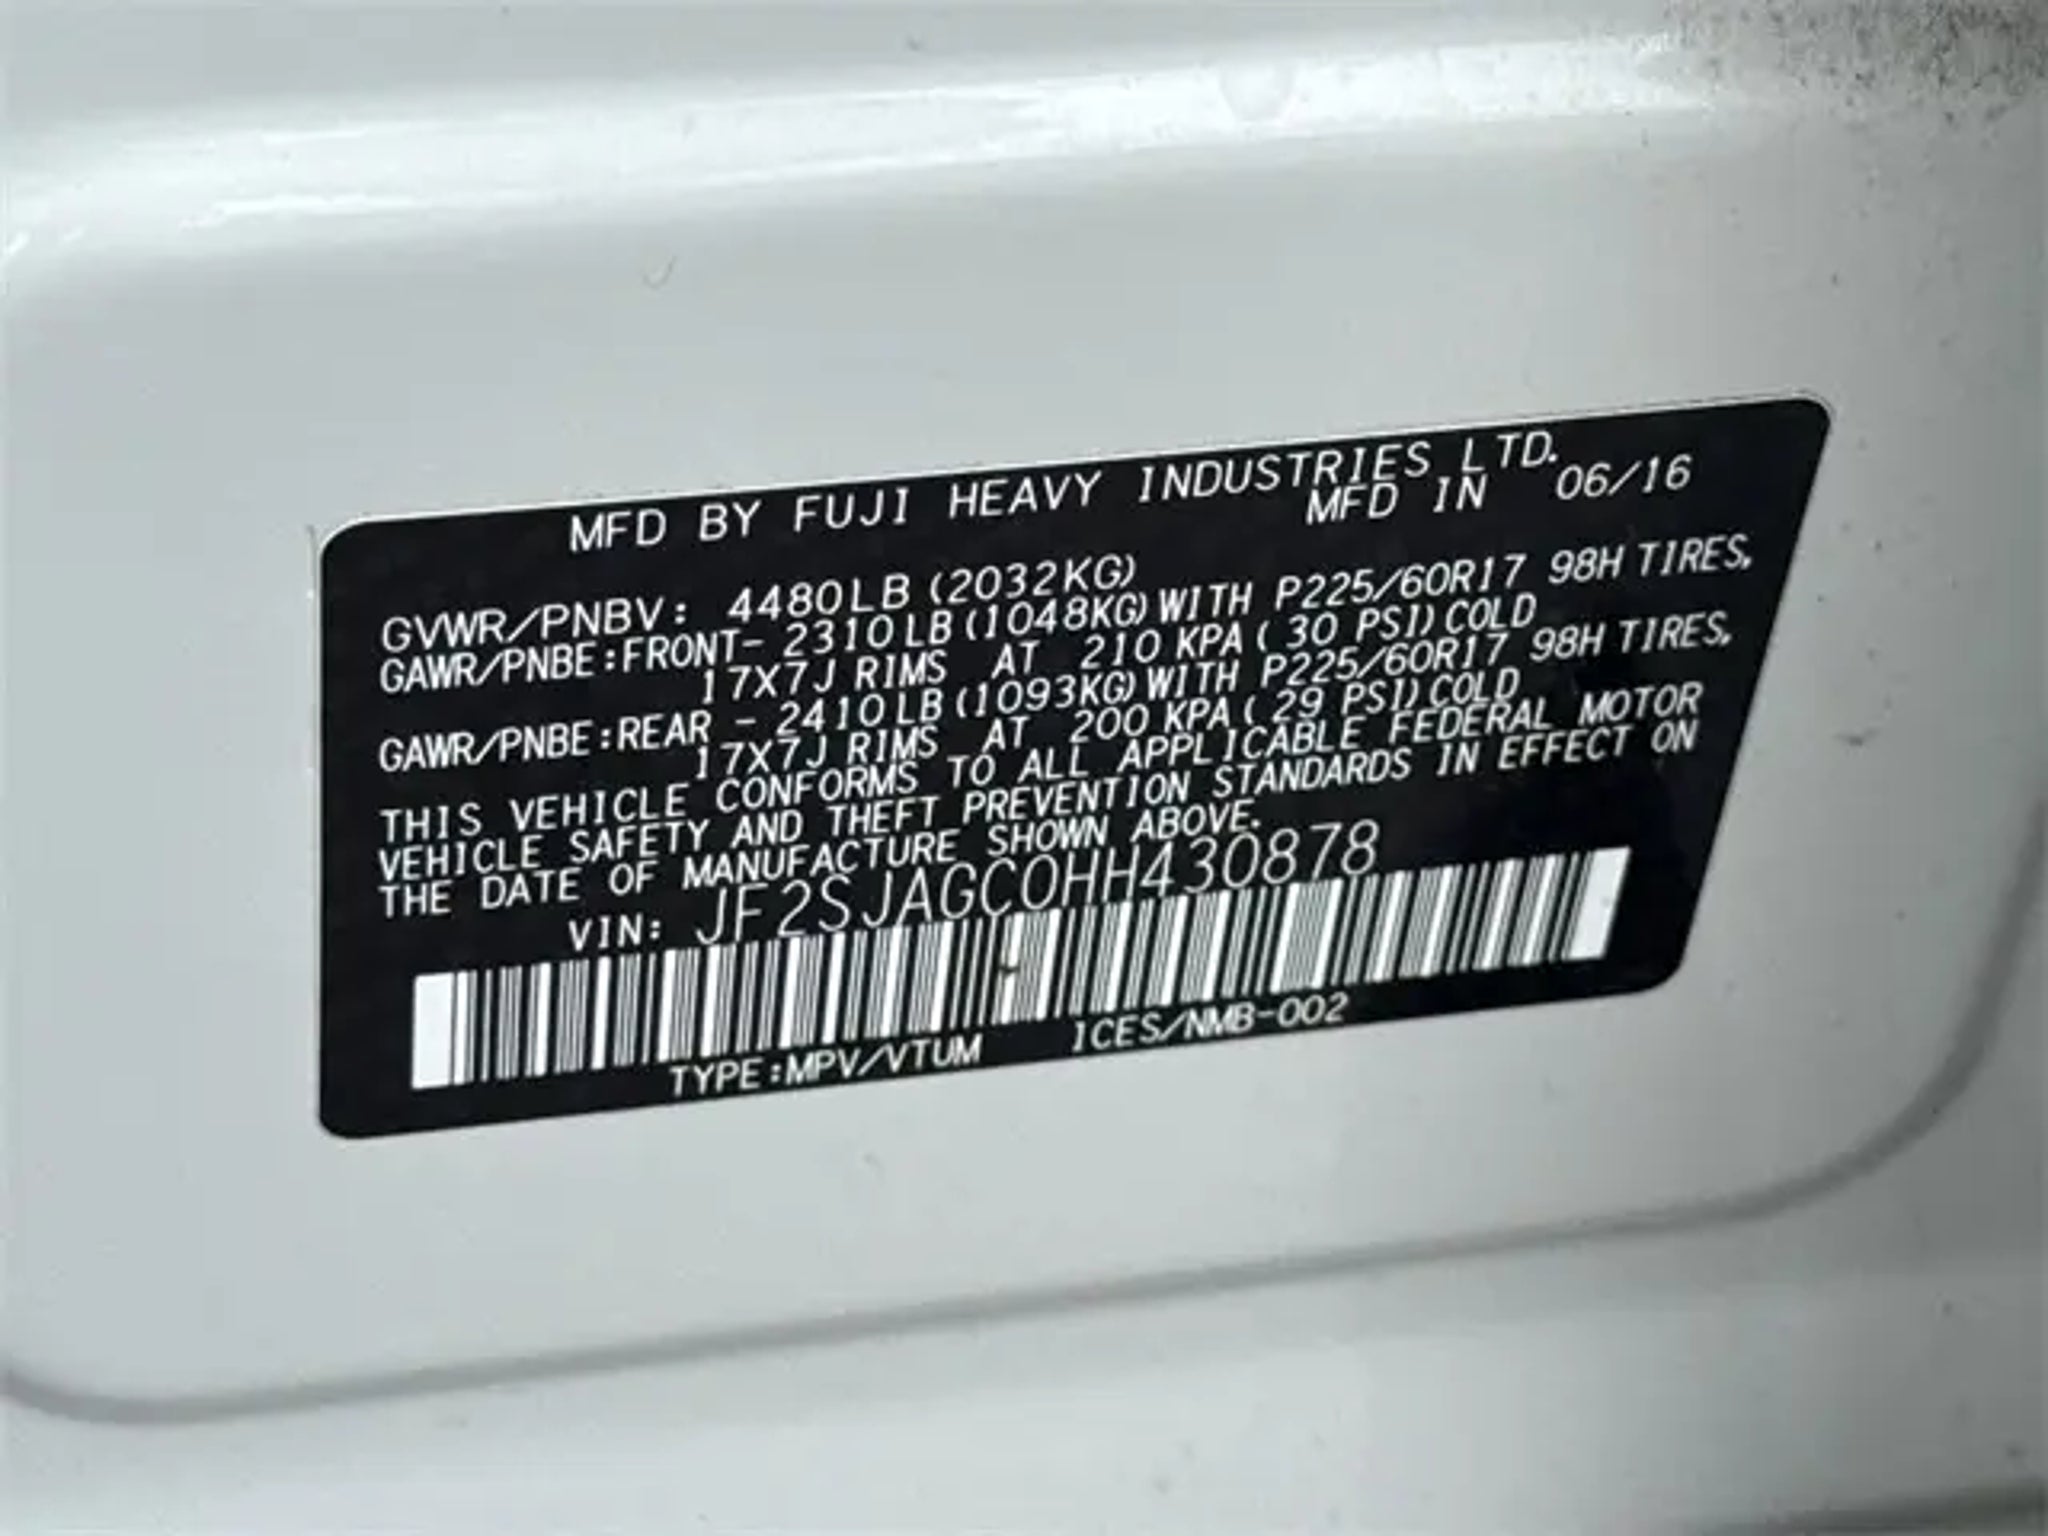 MFD BY FUJI HEAVY INDUSTRIES LTD.
MFD IN 06/16
GVWR/PNBV: 4480LB (2032KG)
GAWR/PNBE:FRONT- 2310LB (1048KG) WITH P225/60R17 98H TIRES,
17X7J RIMS AT 210 KPA ( 30 PSI) COLD
GAWR/PNBE:REAR - 2410LB (1093KG) WITH P225/60R17 98H TIRES,
17X7J RIMS AT 200 KPA ( 29 PSI) COLD
THIS VEHICLE CONFORMS TO ALL APPLICABLE FEDERAL MOTOR
VEHICLE SAFETY AND THEFT PREVENTION STANDARDS IN EFFECT ON
THE DATE OF MANUFACTURE SHOWN ABOVE.
VIN: JF2SJAGC0HH430878
TYPE:MPV/VTUM ICES/NMB-002